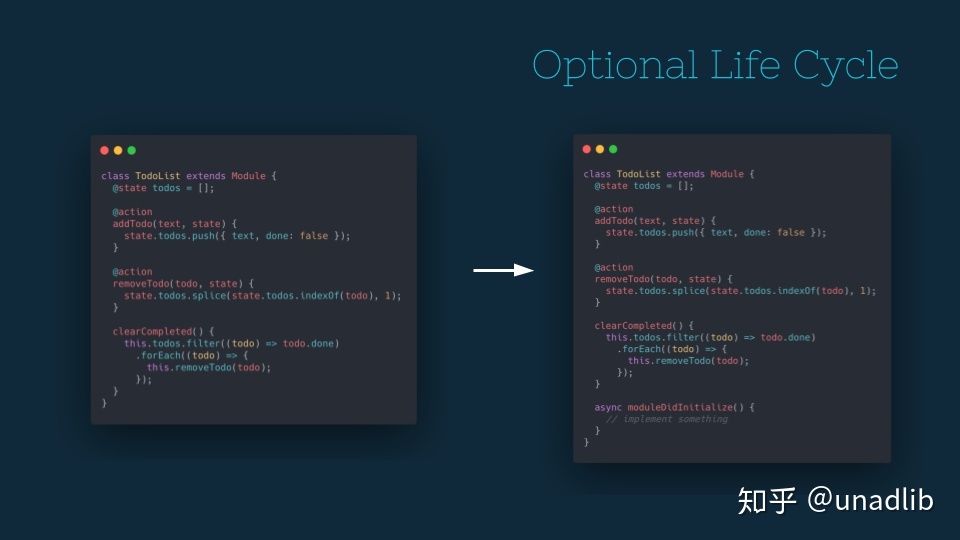 Optional Life Cycle
class TodoList extends Module {
@state todos = [];
@action
addTodo(text, state) {
state.todos.push({ text, done: false });
}
@action
removeTodo(todo, state) {
state.todos.splice(state.todos.indexOf(todo), 1);
}
clearCompleted() {
this.todos.filter((todo) => todo.done)
.forEach((todo) => {
this.removeTodo(todo);
});
}
}
class TodoList extends Module {
@state todos = [];
@action
addTodo(text, state) {
state.todos.push({ text, done: false });
}
@action
removeTodo(todo, state) {
state.todos.splice(state.todos.indexOf(todo), 1);
}
clearCompleted() {
this.todos.filter((todo) => todo.done)
.forEach((todo) => {
this.removeTodo(todo);
});
}
async moduleDidInitialize() {
// implement something
}
}
知乎 @unadlib